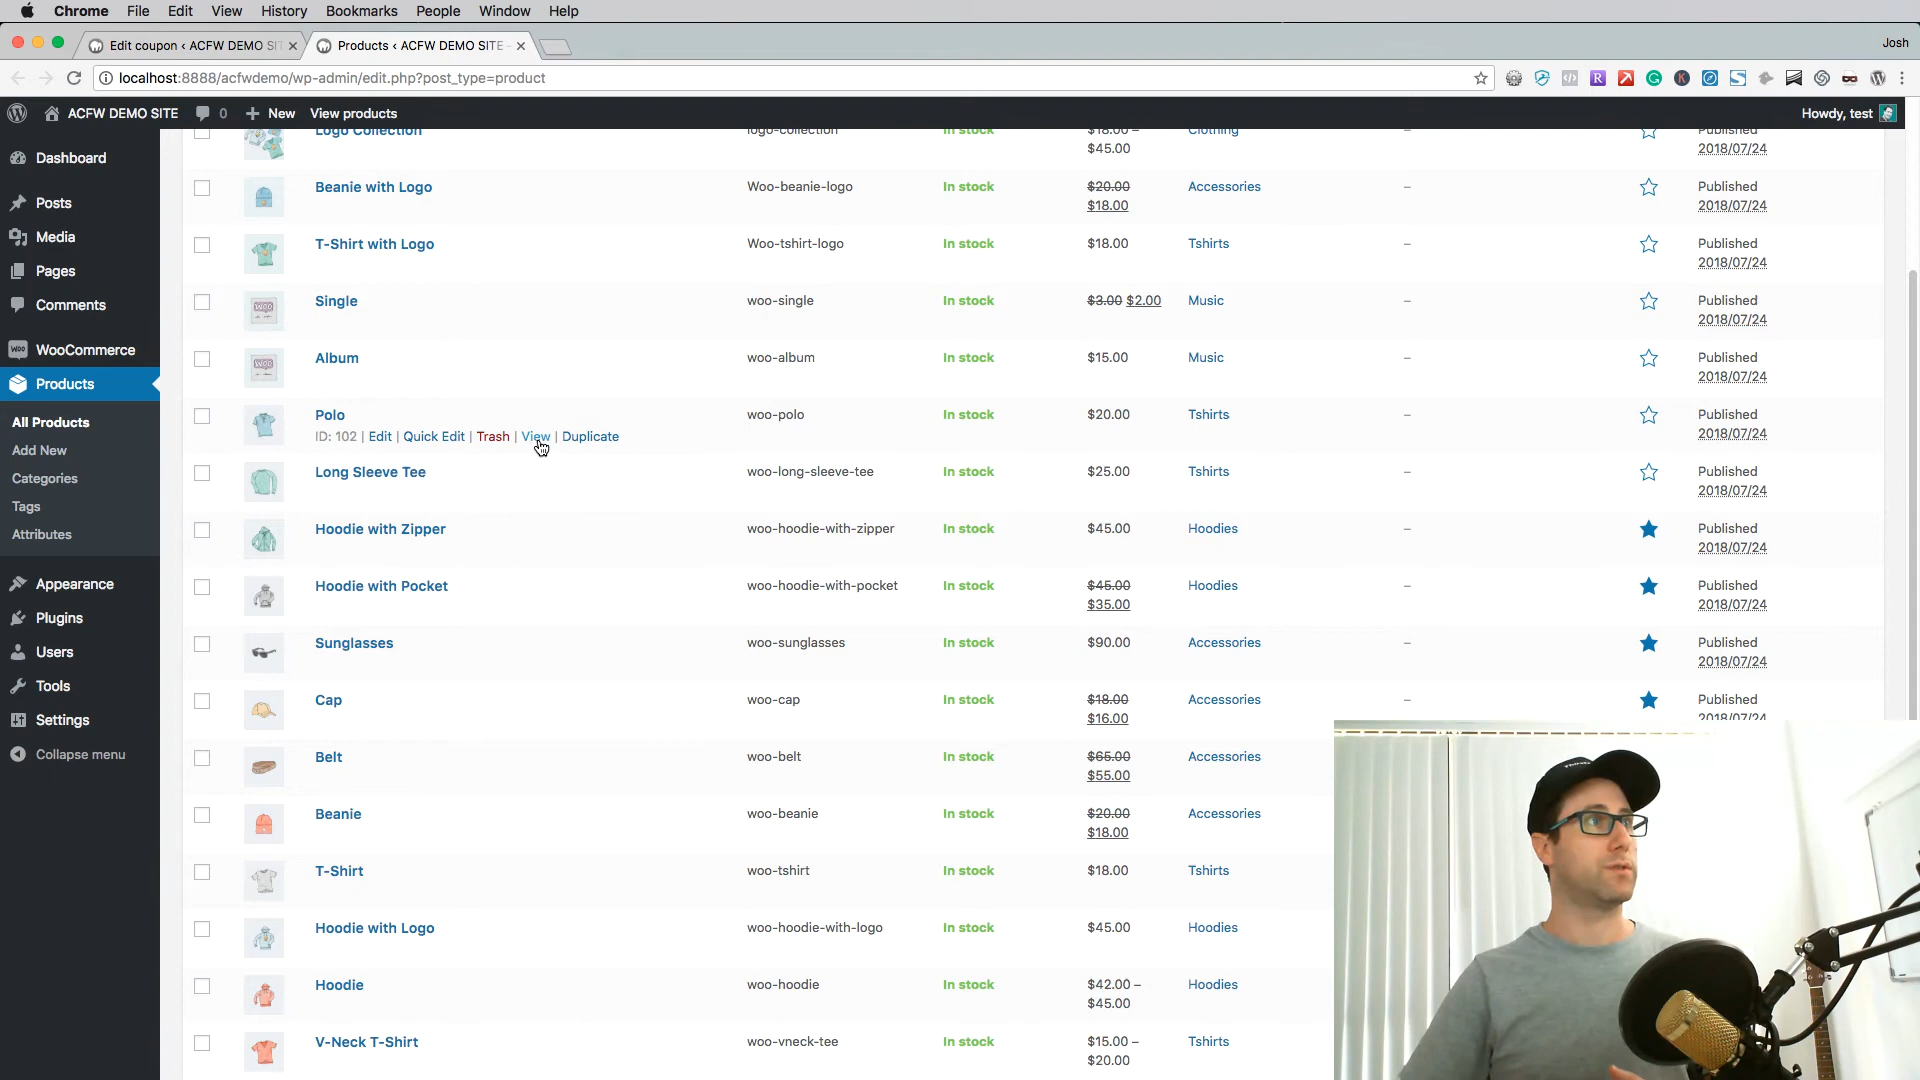 Chrome File Edit View History Bookmarks People Window Help
Edit coupon ‹ ACFW DEMO SIT
Products ‹ ACFW DEMO SITE
Josh
localhost:8888/acfwdemo/wp-admin/edit.php?post_type=product
ACFW DEMO SITE 0 New View products
Howdy, test
Dashboard
Posts
Media
Pages
Comments
WooCommerce
Products
All Products
Add New
Categories
Tags
Attributes
Appearance
Plugins
Users
Tools
Settings
Collapse menu
Logo Collection logo-collection In stock $18.00 – Clothing – Published
$45.00 2018/07/24
Beanie with Logo Woo-beanie-logo In stock $20.00 Accessories – Published
$18.00 2018/07/24
T-Shirt with Logo Woo-tshirt-logo In stock $18.00 Tshirts – Published
2018/07/24
Single woo-single In stock $3.00 $2.00 Music – Published
2018/07/24
Album woo-album In stock $15.00 Music – Published
2018/07/24
Polo woo-polo In stock $20.00 Tshirts – Published
ID: 102 | Edit | Quick Edit | Trash | View | Duplicate 2018/07/24
Long Sleeve Tee woo-long-sleeve-tee In stock $25.00 Tshirts – Published
2018/07/24
Hoodie with Zipper woo-hoodie-with-zipper In stock $45.00 Hoodies – Published
2018/07/24
Hoodie with Pocket woo-hoodie-with-pocket In stock $45.00 Hoodies – Published
$35.00 2018/07/24
Sunglasses woo-sunglasses In stock $90.00 Accessories – Published
2018/07/24
Cap woo-cap In stock $18.00 Accessories – Published
$16.00 2018/07/24
Belt woo-belt In stock $65.00 Accessories
$55.00
Beanie woo-beanie In stock $20.00 Accessories
$18.00
T-Shirt woo-tshirt In stock $18.00 Tshirts
Hoodie with Logo woo-hoodie-with-logo In stock $45.00 Hoodies
Hoodie woo-hoodie In stock $42.00 – Hoodies
$45.00
V-Neck T-Shirt woo-vneck-tee In stock $15.00 – Tshirts
$20.00